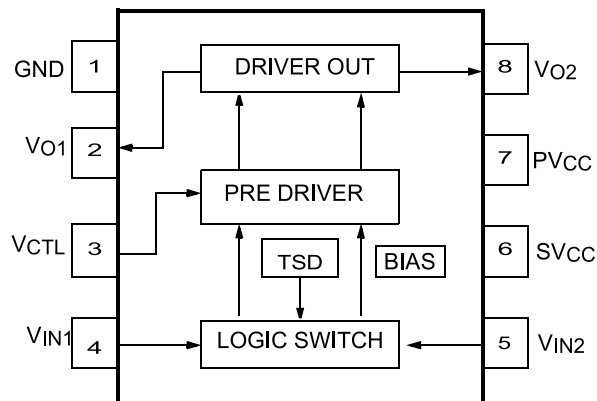 GND 1 DRIVER OUT 8 VO2
VO1 2 7 PVCC
PRE DRIVER
VCTL 3 6 SVCC
TSD BIAS
VIN1 4 LOGIC SWITCH 5 VIN2